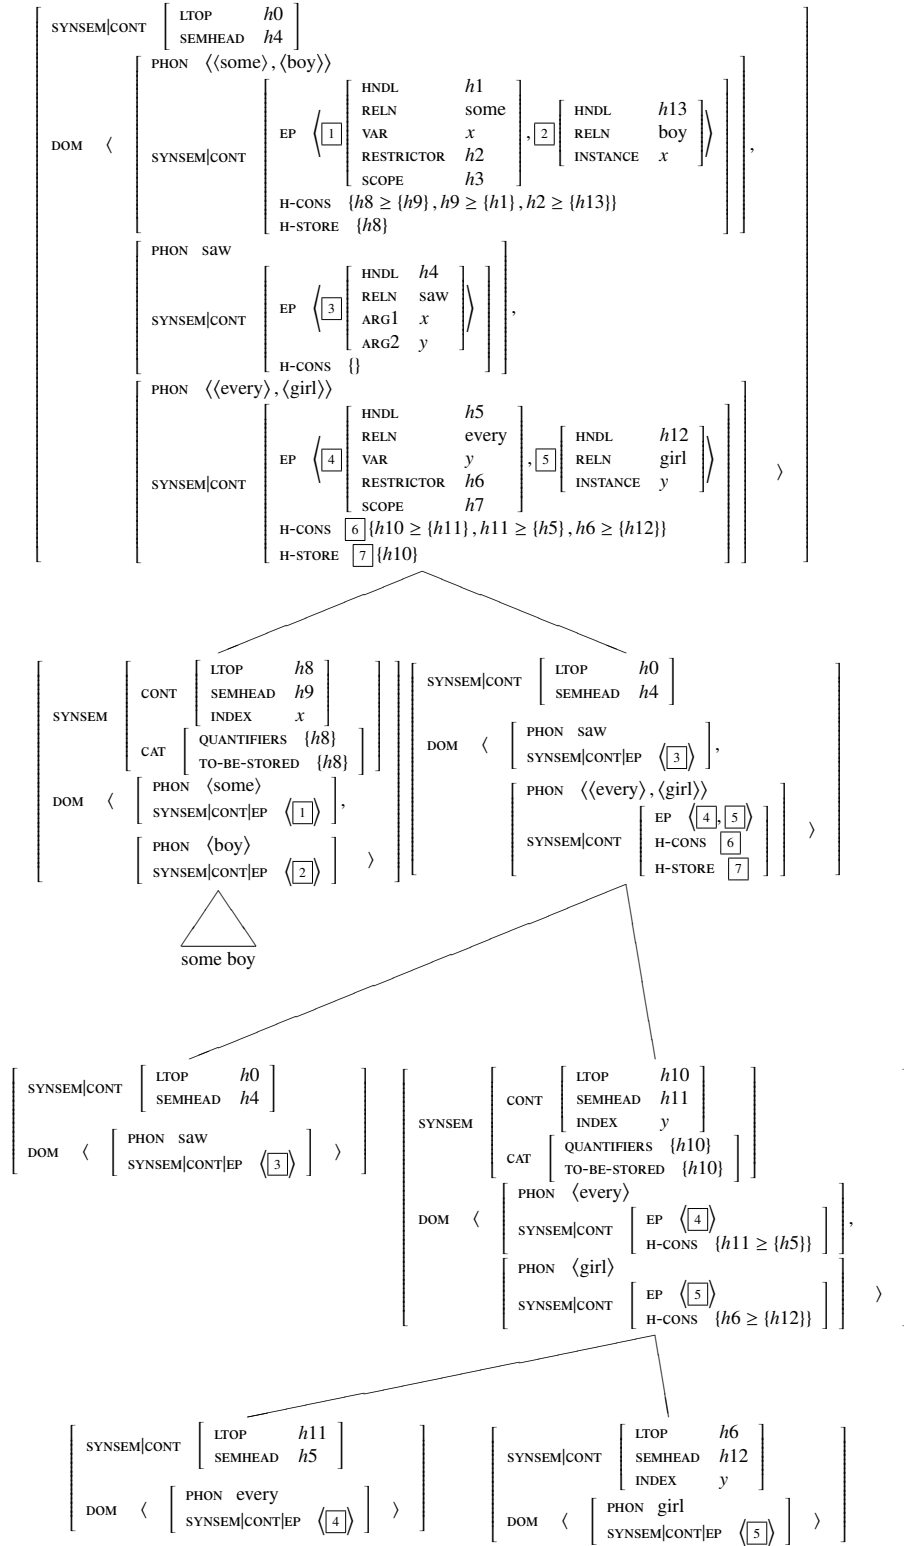 SYNSEM|CONT LTOP h0
SEMHEAD h4
PHON ⟨⟨some⟩, ⟨boy⟩⟩
HNDL h1
RELN some HNDL h13
DOM ⟨ SYNSEM|CONT EP ⟨ 1 VAR x , 2 RELN boy ⟩ ,
RESTRICTOR h2 INSTANCE x
SCOPE h3
H-CONS {h8 ≥ {h9}, h9 ≥ {h1}, h2 ≥ {h13}}
H-STORE {h8}
PHON saw
HNDL h4
SYNSEM|CONT EP ⟨ 3 RELN saw ⟩ ,
ARG1 x
ARG2 y
H-CONS {}
PHON ⟨⟨every⟩, ⟨girl⟩⟩
HNDL h5
RELN every HNDL h12
SYNSEM|CONT EP ⟨ 4 VAR y , 5 RELN girl ⟩ ⟩
RESTRICTOR h6 INSTANCE y
SCOPE h7
H-CONS 6 {h10 ≥ {h11}, h11 ≥ {h5}, h6 ≥ {h12}}
H-STORE 7 {h10}
SYNSEM CONT LTOP h8
SEMHEAD h9
INDEX x
CAT QUANTIFIERS {h8}
TO-BE-STORED {h8}
DOM ⟨ PHON ⟨some⟩
SYNSEM|CONT|EP ⟨ 1 ⟩ ,
PHON ⟨boy⟩
SYNSEM|CONT|EP ⟨ 2 ⟩ ⟩
some boy
SYNSEM|CONT LTOP h0
SEMHEAD h4
DOM ⟨ PHON saw
SYNSEM|CONT|EP ⟨ 3 ⟩ ,
PHON ⟨⟨every⟩, ⟨girl⟩⟩
SYNSEM|CONT EP ⟨ 4 , 5 ⟩
H-CONS 6 ⟩
H-STORE 7
SYNSEM|CONT LTOP h0
SEMHEAD h4
DOM ⟨ PHON saw
SYNSEM|CONT|EP ⟨ 3 ⟩ ⟩
SYNSEM CONT LTOP h10
SEMHEAD h11
INDEX y
CAT QUANTIFIERS {h10}
TO-BE-STORED {h10}
DOM ⟨ PHON ⟨every⟩
SYNSEM|CONT EP ⟨ 4 ⟩ ,
H-CONS {h11 ≥ {h5}}
PHON ⟨girl⟩
SYNSEM|CONT EP ⟨ 5 ⟩ ⟩
H-CONS {h6 ≥ {h12}}
SYNSEM|CONT LTOP h11
SEMHEAD h5
DOM ⟨ PHON every
SYNSEM|CONT|EP ⟨ 4 ⟩ ⟩
SYNSEM|CONT LTOP h6
SEMHEAD h12
INDEX y
DOM ⟨ PHON girl
SYNSEM|CONT|EP ⟨ 5 ⟩ ⟩